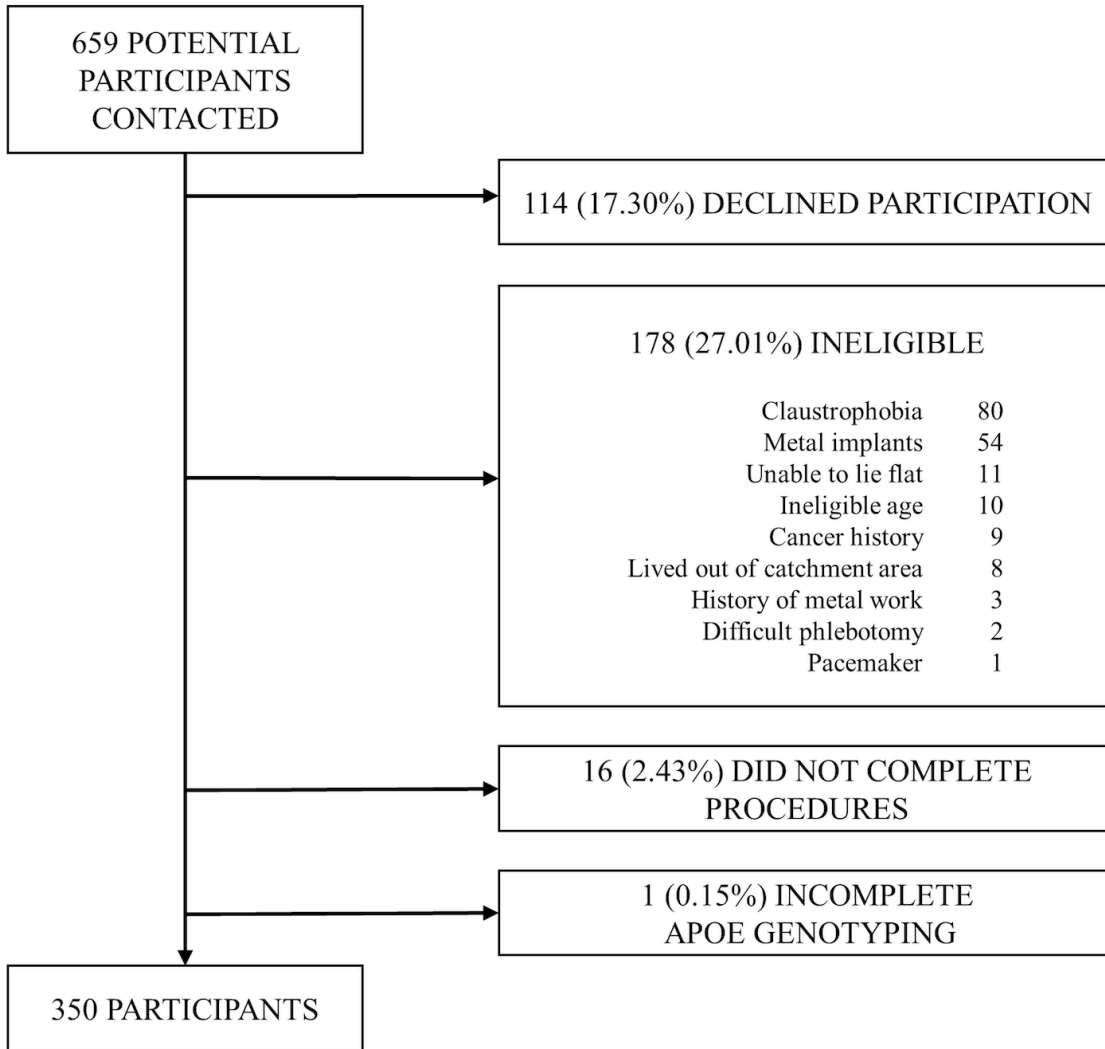 659 POTENTIAL
PARTICIPANTS
CONTACTED
114 (17.30%) DECLINED PARTICIPATION
178 (27.01%) INELIGIBLE
Claustrophobia 80
Metal implants 54
Unable to lie flat 11
Ineligible age 10
Cancer history 9
Lived out of catchment area 8
History of metal work 3
Difficult phlebotomy 2
Pacemaker 1
16 (2.43%) DID NOT COMPLETE
PROCEDURES
1 (0.15%) INCOMPLETE
APOE GENOTYPING
350 PARTICIPANTS